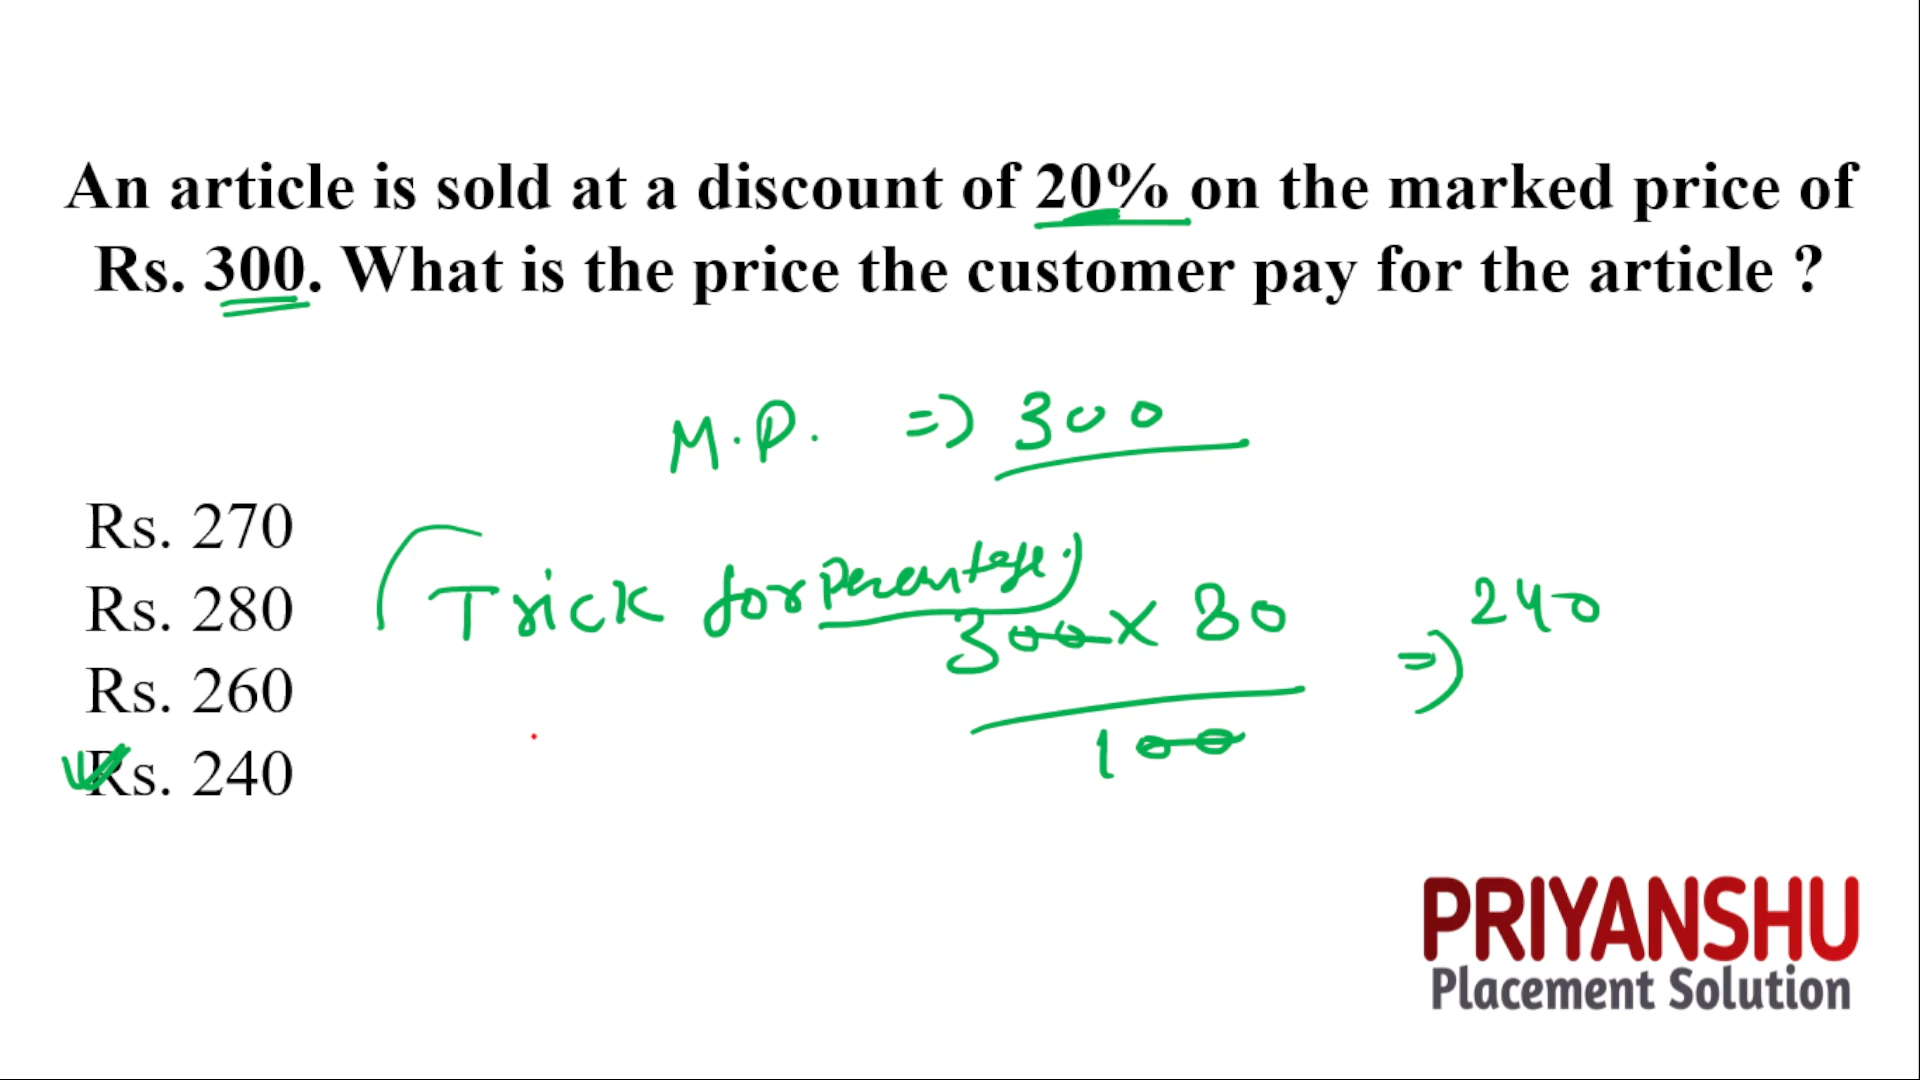 An article is sold at a discount of 20% on the marked price of
Rs. 300. What is the price the customer pay for the article ?
M.P. => 300
Rs. 270
Rs. 280
Rs. 260
Rs. 240
(Trick for Percentage.)
300 X 80
100
=> 240
PRIYANSHU
Placement Solution